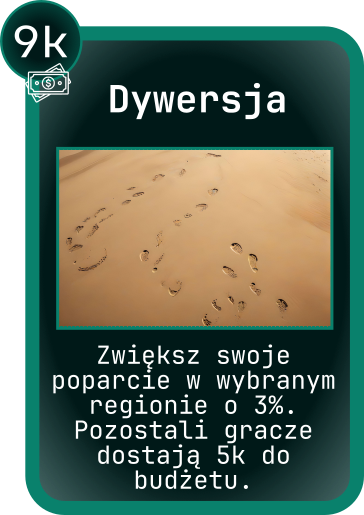 9k
Dywersja
Zwiększ swoje
poparcie w wybranym
regionie o 3%.
Pozostali gracze
dostają 5k do
budżetu.